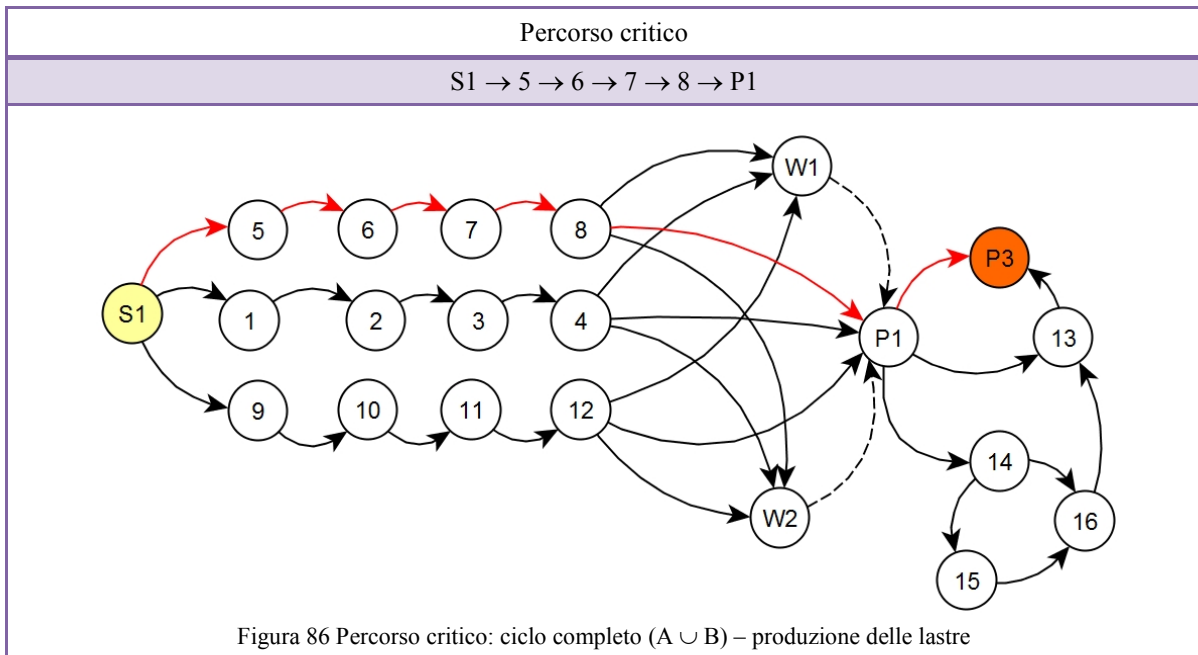 Percorso critico
S1 → 5 → 6 → 7 → 8 → P1
W1
5
6
7
8
P3
S1
1
2
3
4
P1
13
9
10
11
12
14
W2
16
15
Figura 86 Percorso critico: ciclo completo (A ∪ B) – produzione delle lastre